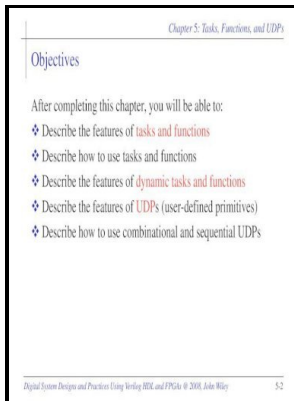 Chapter 5: Tasks, Functions, and UDPs
Objectives
After completing this chapter, you will be able to:
❖ Describe the features of tasks and functions
❖ Describe how to use tasks and functions
❖ Describe the features of dynamic tasks and functions
❖ Describe the features of UDPs (user-defined primitives)
❖ Describe how to use combinational and sequential UDPs
Digital System Designs and Practices Using Verilog HDL and FPGAs @ 2008, John Wiley 5-2